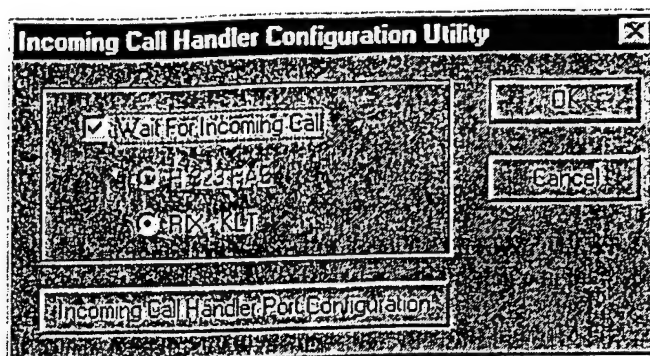 Incoming Call Handler Configuration Utility
OK
Wait For Incoming Call
Cancel
Incoming Call Handler Port Configuration